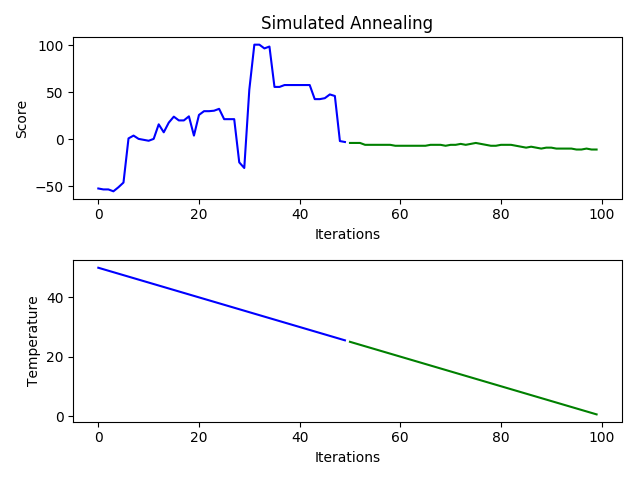 Simulated Annealing
100
50
0
−50
Score
0 20 40 60 80 100
Iterations
40
20
0
Temperature
0 20 40 60 80 100
Iterations